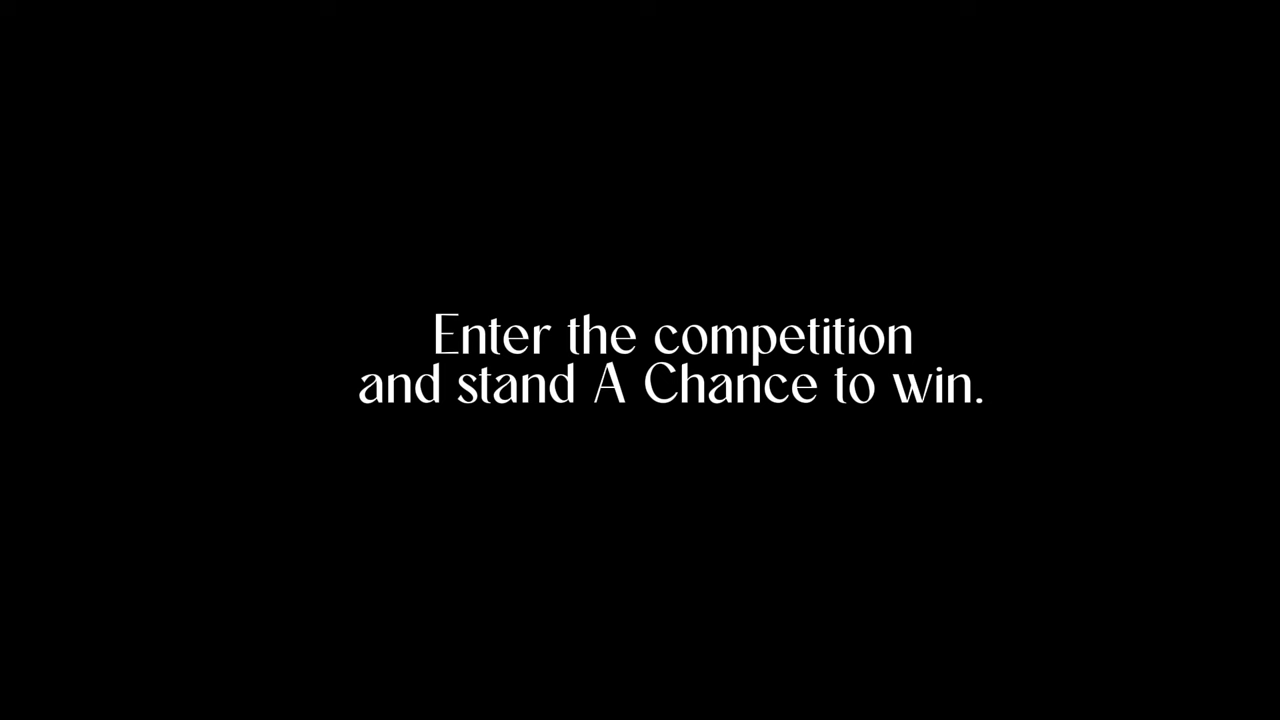 Enter the competition
and stand A Chance to win.